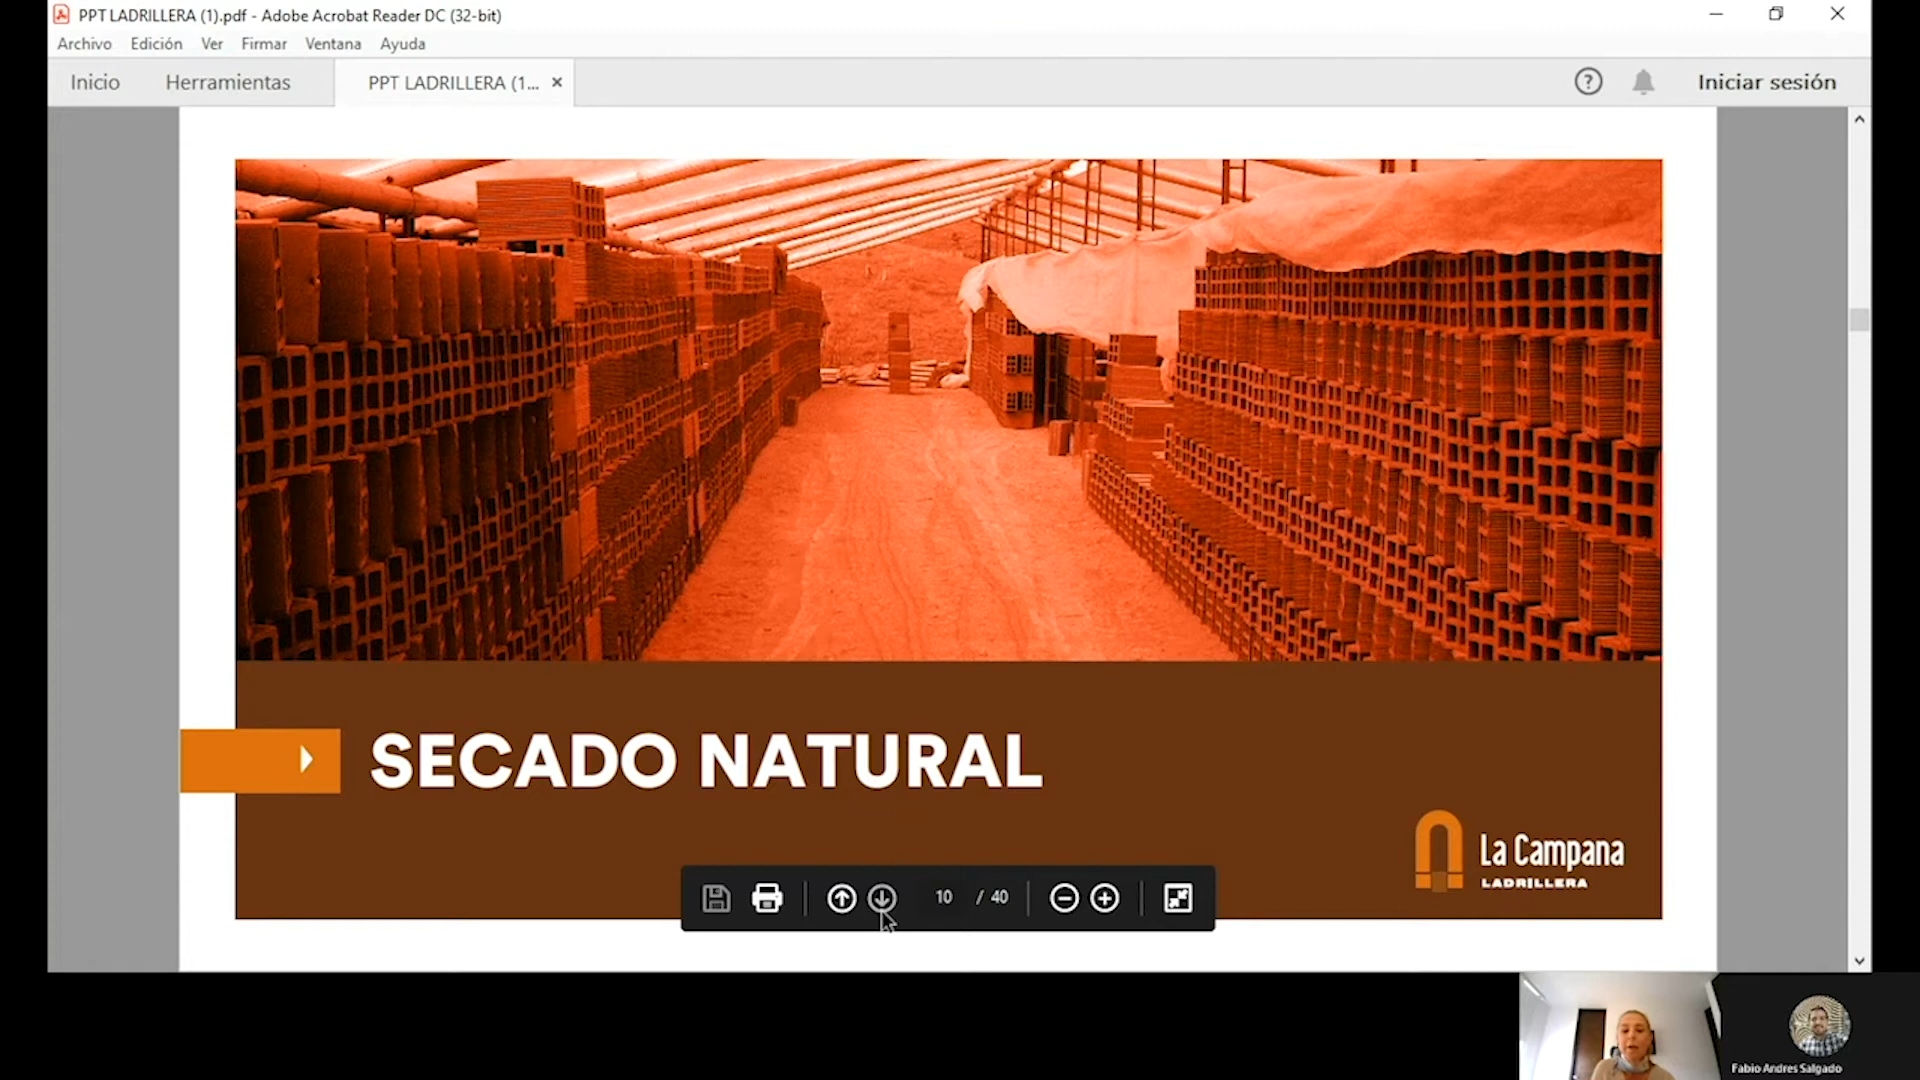 PPT LADRILLERA (1).pdf - Adobe Acrobat Reader DC (32-bit)
Archivo Edición Ver Firmar Ventana Ayuda
Inicio Herramientas PPT LADRILLERA (1... Iniciar sesión
SECADO NATURAL
La Campana
LADRILLERA
10 / 40
Fabio Andres Salgado